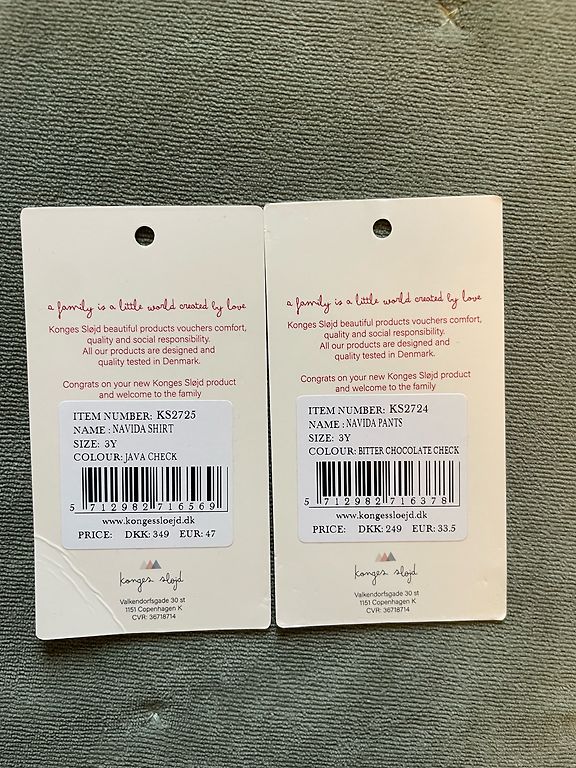 a family is a little world created by love
Konges Sløjd beautiful products vouchers comfort,
quality and social responsibility.
All our products are designed and
quality tested in Denmark.
Congrats on your new Konges Sløjd product
and welcome to the family
ITEM NUMBER: KS2725
NAME : NAVIDA SHIRT
SIZE: 3Y
COLOUR: JAVA CHECK
5 712982 716569
www.kongessloejd.dk
PRICE: DKK: 349 EUR: 47
konges sløjd
Valkendorfsgade 30 st
1151 Copenhagen K
CVR: 36718714
a family is a little world created by love
Konges Sløjd beautiful products vouchers comfort,
quality and social responsibility.
All our products are designed and
quality tested in Denmark.
Congrats on your new Konges Sløjd product
and welcome to the family
ITEM NUMBER: KS2724
NAME : NAVIDA PANTS
SIZE: 3Y
COLOUR: BITTER CHOCOLATE CHECK
5 712982 716378
www.kongessloejd.dk
PRICE: DKK: 249 EUR: 33.5
konges sløjd
Valkendorfsgade 30 st
1151 Copenhagen K
CVR: 36718714